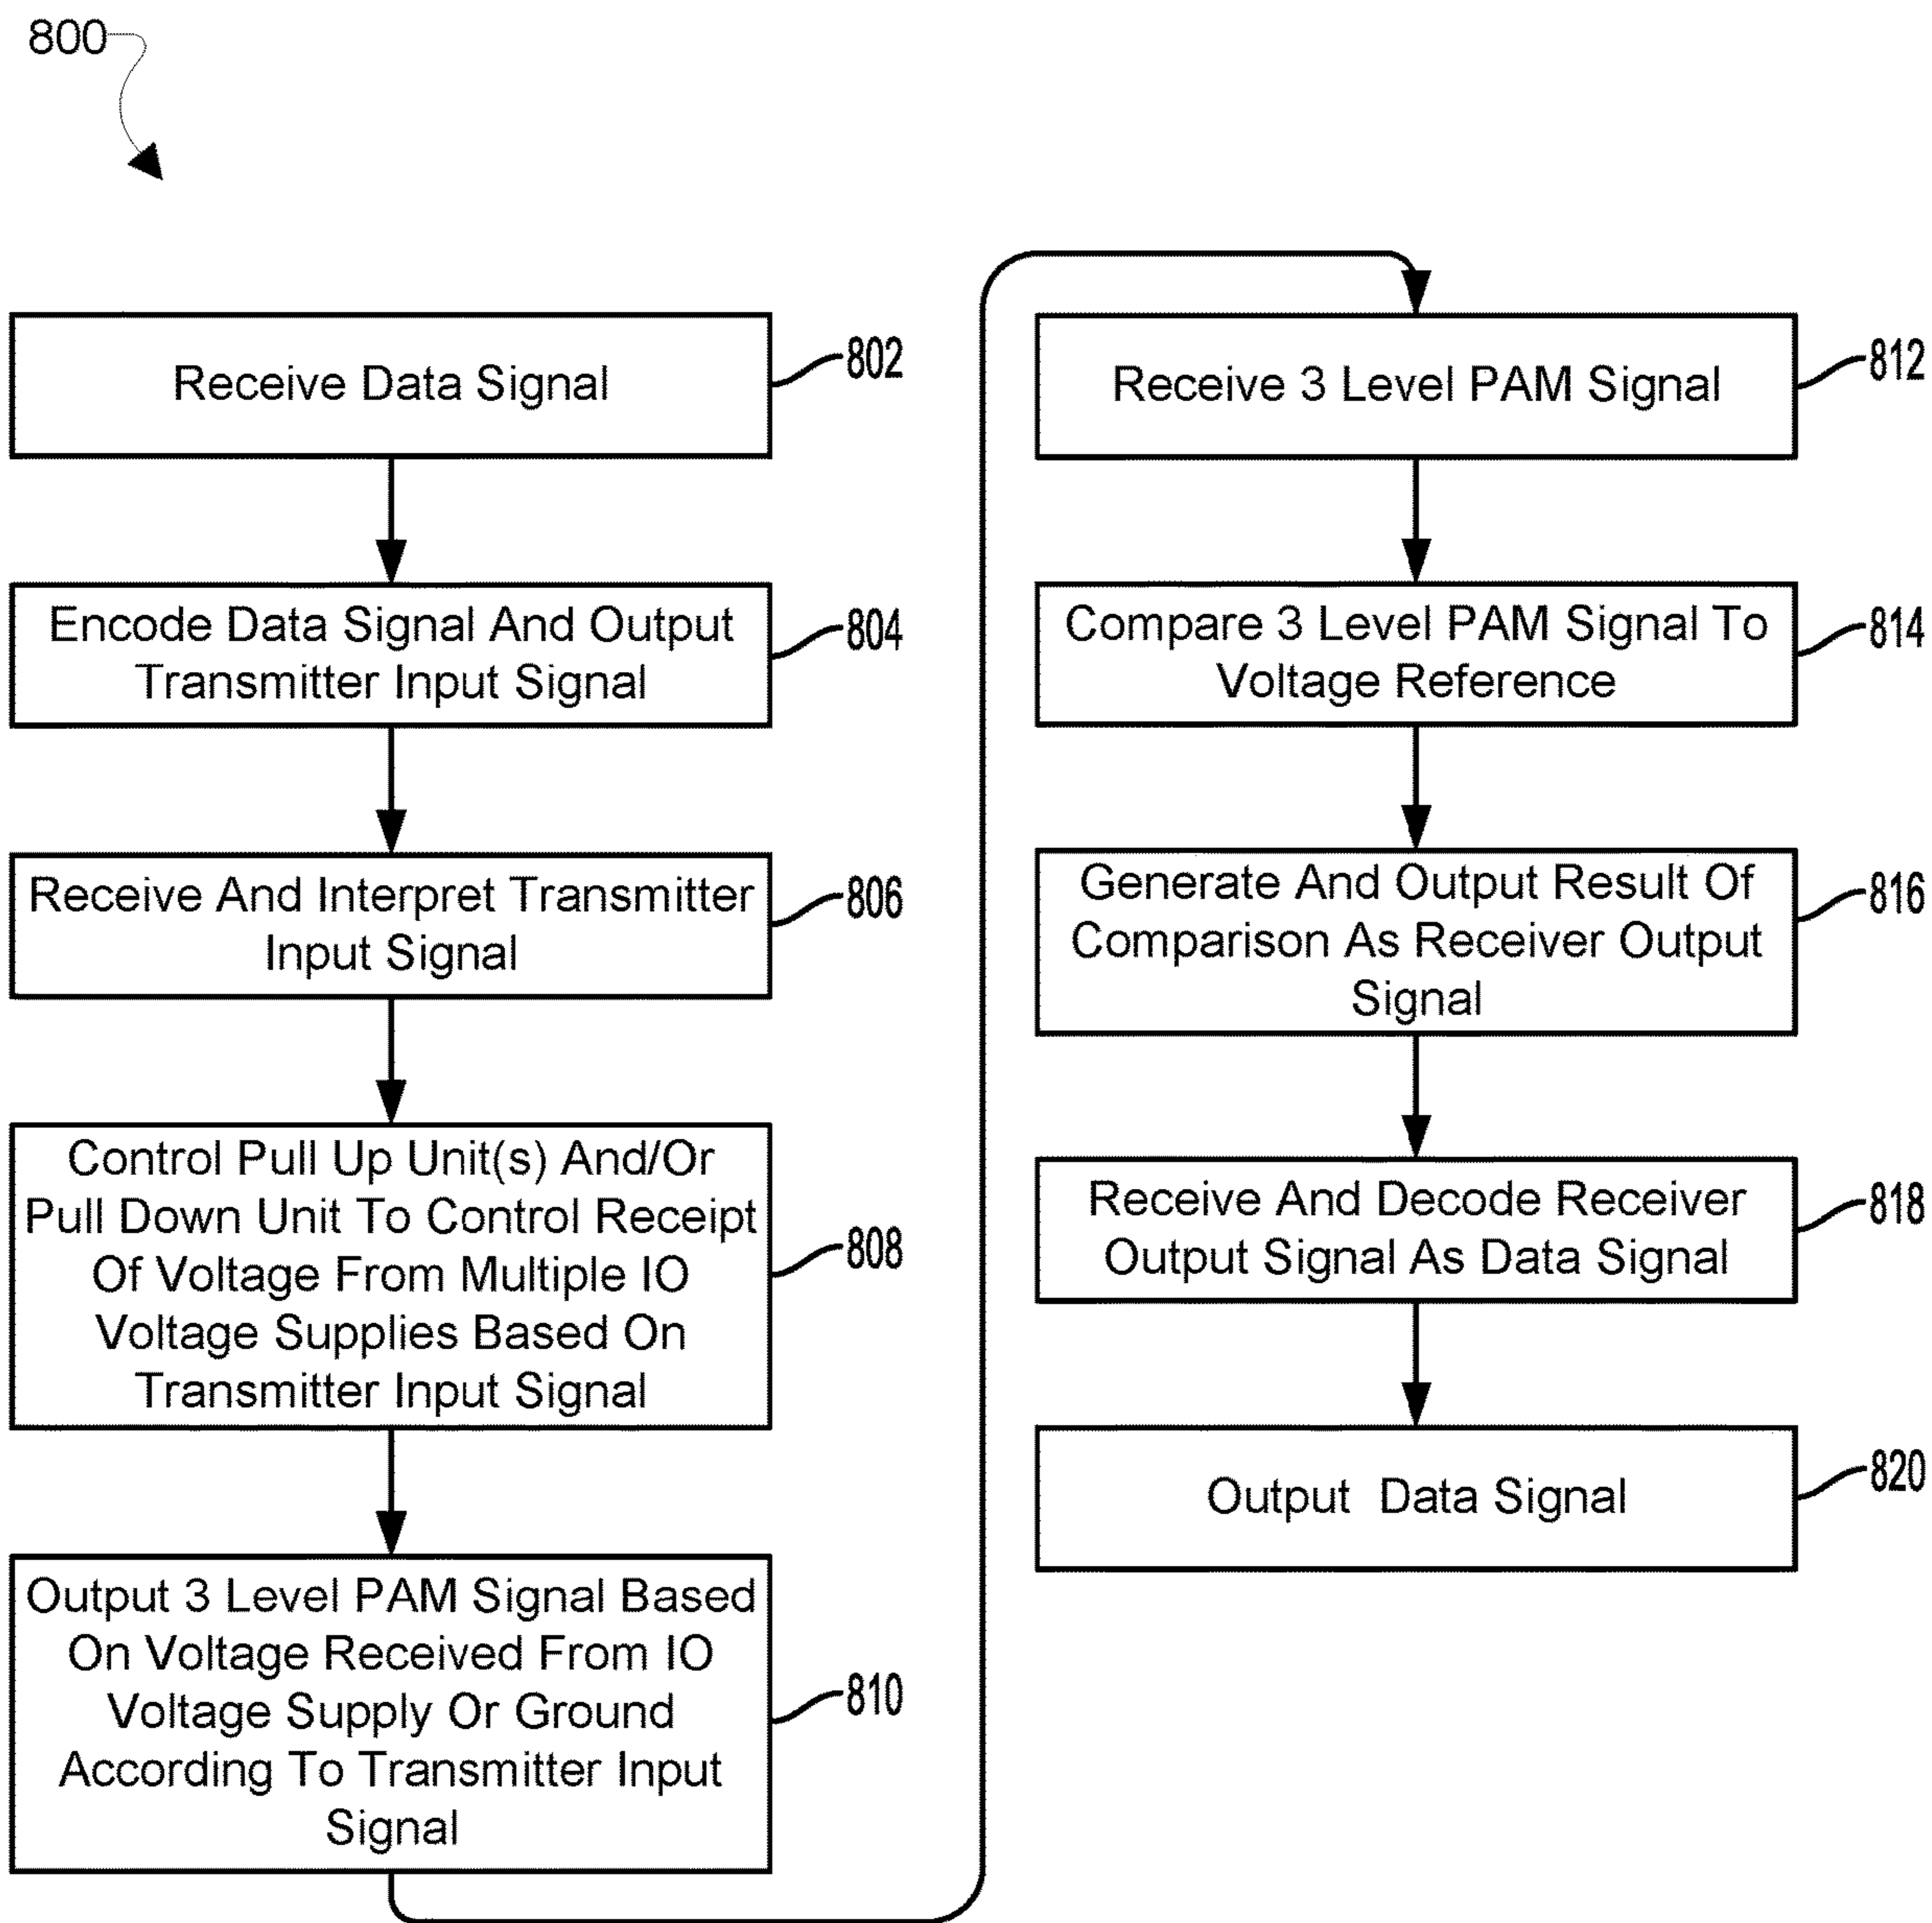 800
Receive Data Signal
802
Encode Data Signal And Output
Transmitter Input Signal
804
Receive And Interpret Transmitter
Input Signal
806
Control Pull Up Unit(s) And/Or
Pull Down Unit To Control Receipt
Of Voltage From Multiple IO
Voltage Supplies Based On
Transmitter Input Signal
808
Output 3 Level PAM Signal Based
On Voltage Received From IO
Voltage Supply Or Ground
According To Transmitter Input
Signal
810
Receive 3 Level PAM Signal
812
Compare 3 Level PAM Signal To
Voltage Reference
814
Generate And Output Result Of
Comparison As Receiver Output
Signal
816
Receive And Decode Receiver
Output Signal As Data Signal
818
Output Data Signal
820